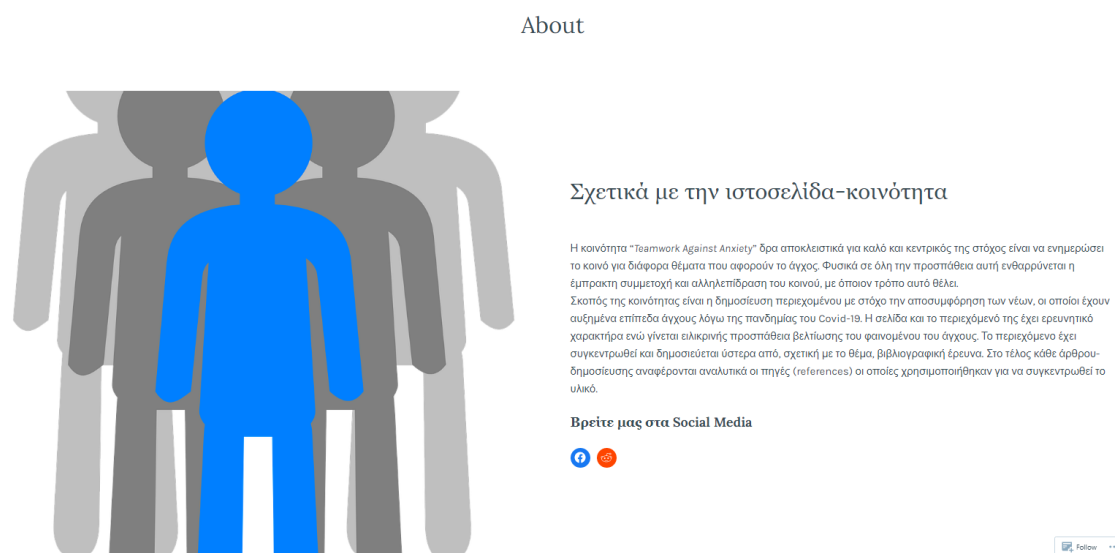 About
Σχετικά με την ιστοσελίδα-κοινότητα
Η κοινότητα “Teamwork Against Anxiety” δρα αποκλειστικά για καλό και κεντρικός της στόχος είναι να ενημερώσει
το κοινό για διάφορα θέματα που αφορούν το άγχος. Φυσικά σε όλη την προσπάθεια αυτή ενθαρρύνεται η
έμπρακτη συμμετοχή και αλληλεπίδραση του κοινού, με όποιον τρόπο αυτό θέλει.
Σκοπός της κοινότητας είναι η δημοσίευση περιεχομένου με στόχο την αποσυμφόρηση των νέων, οι οποίοι έχουν
αυξημένα επίπεδα άγχους λόγω της πανδημίας του Covid-19. Η σελίδα και το περιεχόμενό της έχει ερευνητικό
χαρακτήρα ενώ γίνεται ειλικρινής προσπάθεια βελτίωσης του φαινομένου του άγχους. Το περιεχόμενο έχει
συγκεντρωθεί και δημοσιεύεται ύστερα από, σχετική με το θέμα, βιβλιογραφική έρευνα. Στο τέλος κάθε άρθρου-
δημοσίευσης αναφέρονται αναλυτικά οι πηγές (references) οι οποίες χρησιμοποιήθηκαν για να συγκεντρωθεί το
υλικό.
Βρείτε μας στα Social Media
Follow